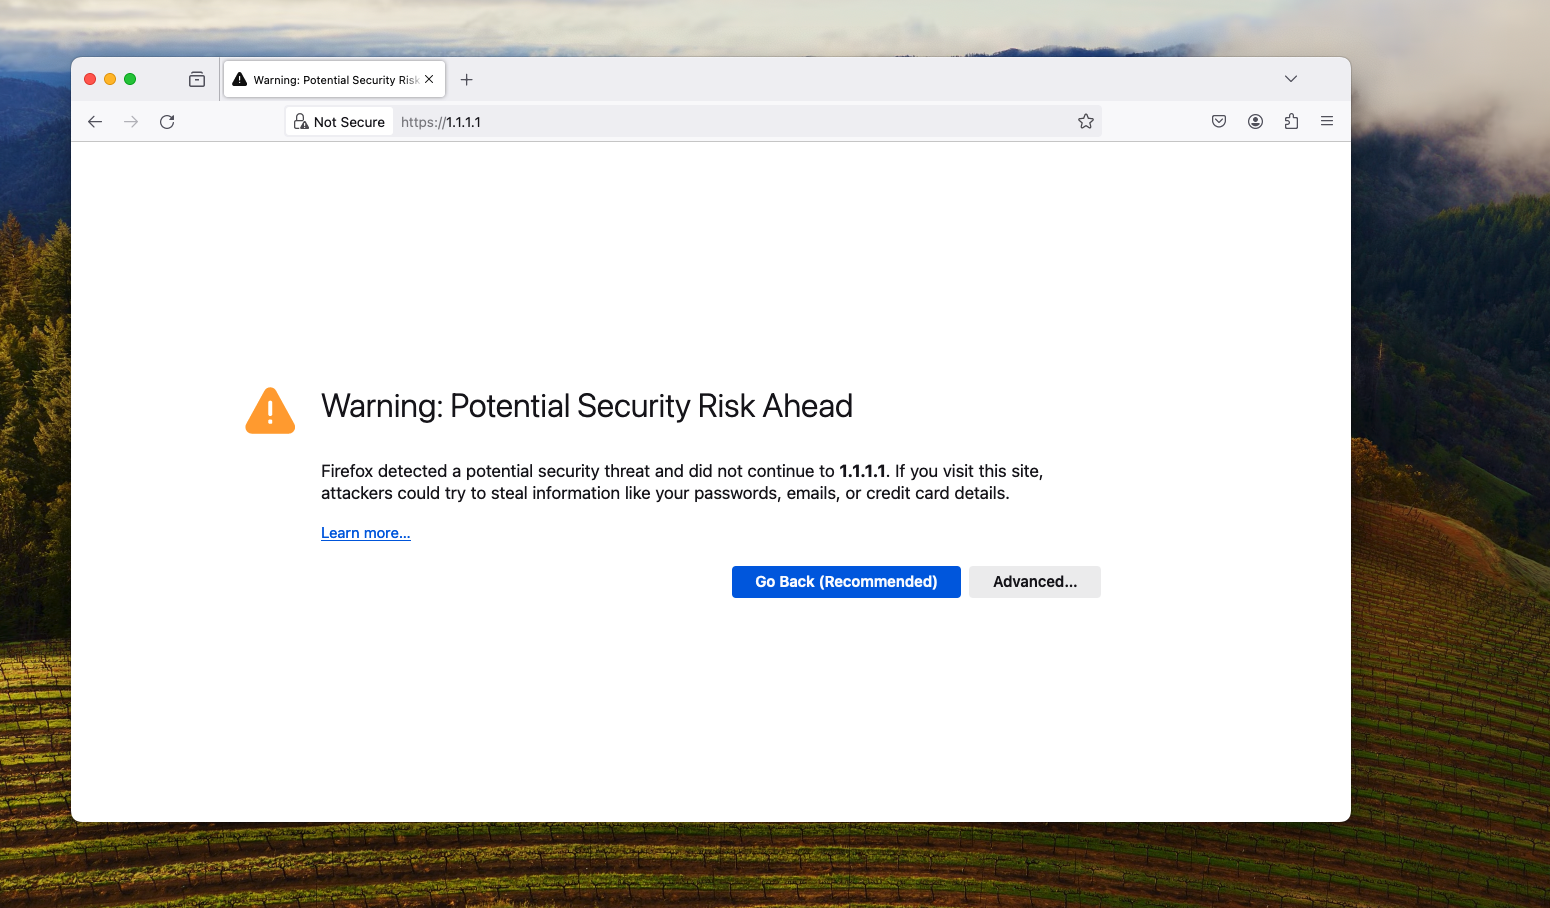 Warning: Potential Security Risk
Not Secure
https://1.1.1.1
Warning: Potential Security Risk Ahead
Firefox detected a potential security threat and did not continue to 1.1.1.1. If you visit this site,
attackers could try to steal information like your passwords, emails, or credit card details.
Learn more...
Go Back (Recommended)
Advanced...